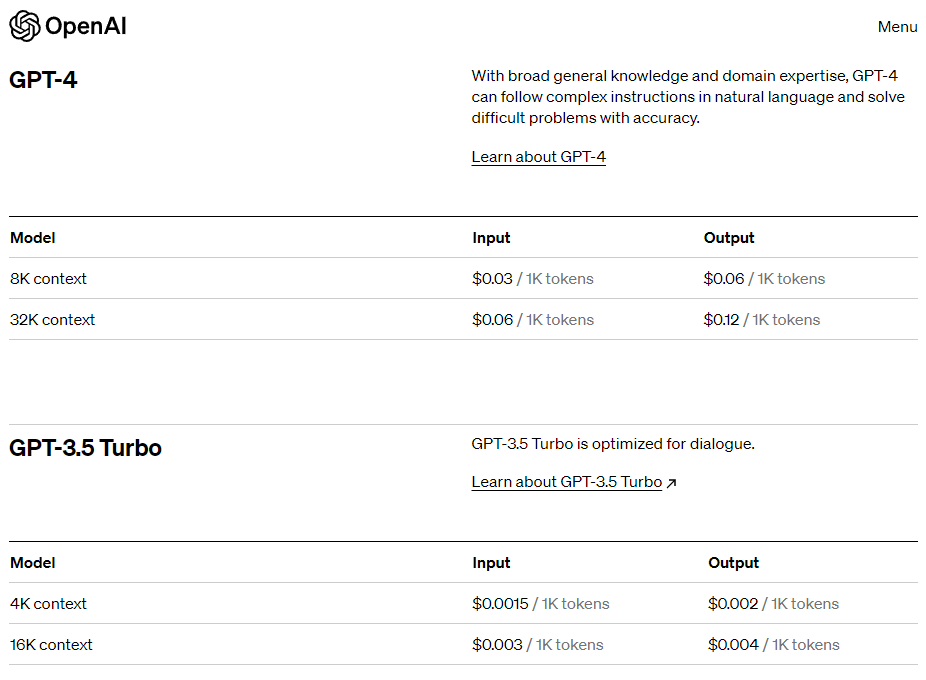 OpenAI
Menu
GPT-4
With broad general knowledge and domain expertise, GPT-4
can follow complex instructions in natural language and solve
difficult problems with accuracy.
Learn about GPT-4
Model Input Output
8K context $0.03 / 1K tokens $0.06 / 1K tokens
32K context $0.06 / 1K tokens $0.12 / 1K tokens
GPT-3.5 Turbo
GPT-3.5 Turbo is optimized for dialogue.
Learn about GPT-3.5 Turbo ↗
Model Input Output
4K context $0.0015 / 1K tokens $0.002 / 1K tokens
16K context $0.003 / 1K tokens $0.004 / 1K tokens